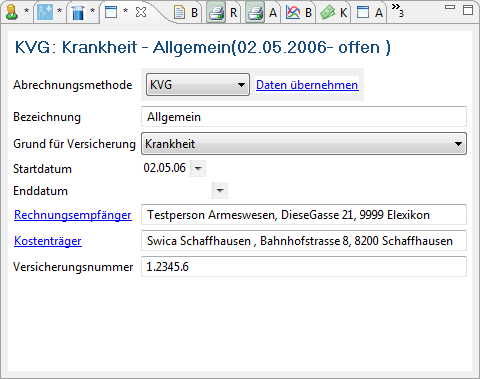 * * * * B R A A K A »3
KVG: Krankheit - Allgemein(02.05.2006- offen )
Abrechnungsmethode KVG Daten übernehmen
Bezeichnung Allgemein
Grund für Versicherung Krankheit
Startdatum 02.05.06
Enddatum
Rechnungsempfänger Testperson Armeswesen, DieseGasse 21, 9999 Elexikon
Kostenträger Swica Schaffhausen , Bahnhofstrasse 8, 8200 Schaffhausen
Versicherungsnummer 1.2345.6